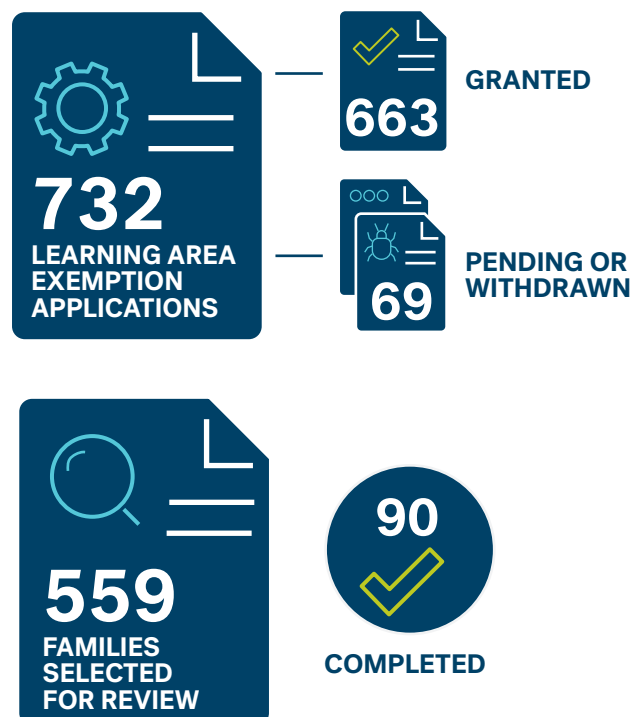 732
LEARNING AREA
EXEMPTION
APPLICATIONS
663
GRANTED
69
PENDING OR
WITHDRAWN
559
FAMILIES
SELECTED
FOR REVIEW
90
COMPLETED